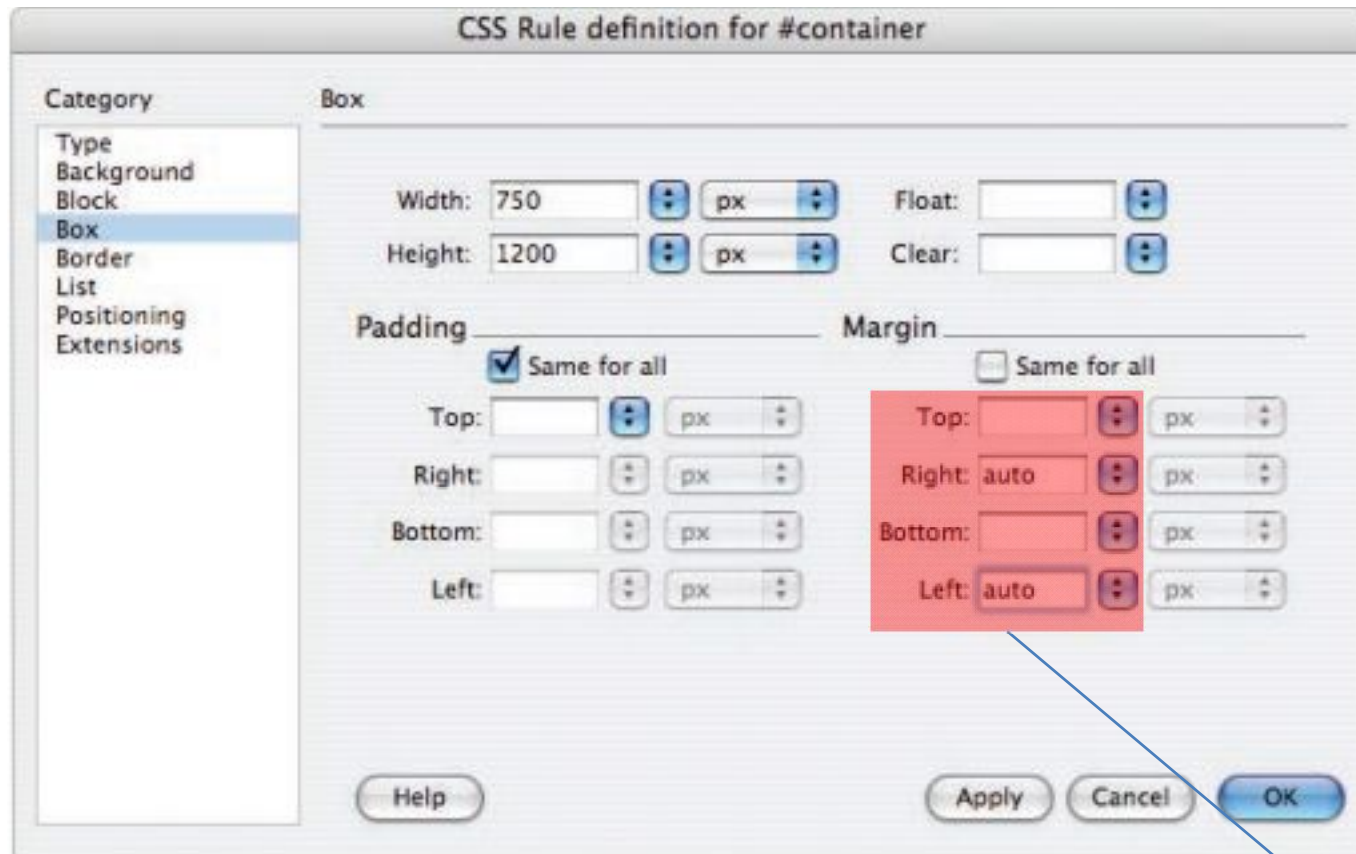 CSS Rule definition for #container
Category
Box
Type
Background
Block
Box
Border
List
Positioning
Extensions
Width: 750 px Float:
Height: 1200 px Clear:
Padding Margin
Same for all Same for all
Top: px Top: px
Right: px Right: auto px
Bottom: px Bottom: px
Left: px Left: auto px
Help Apply Cancel OK